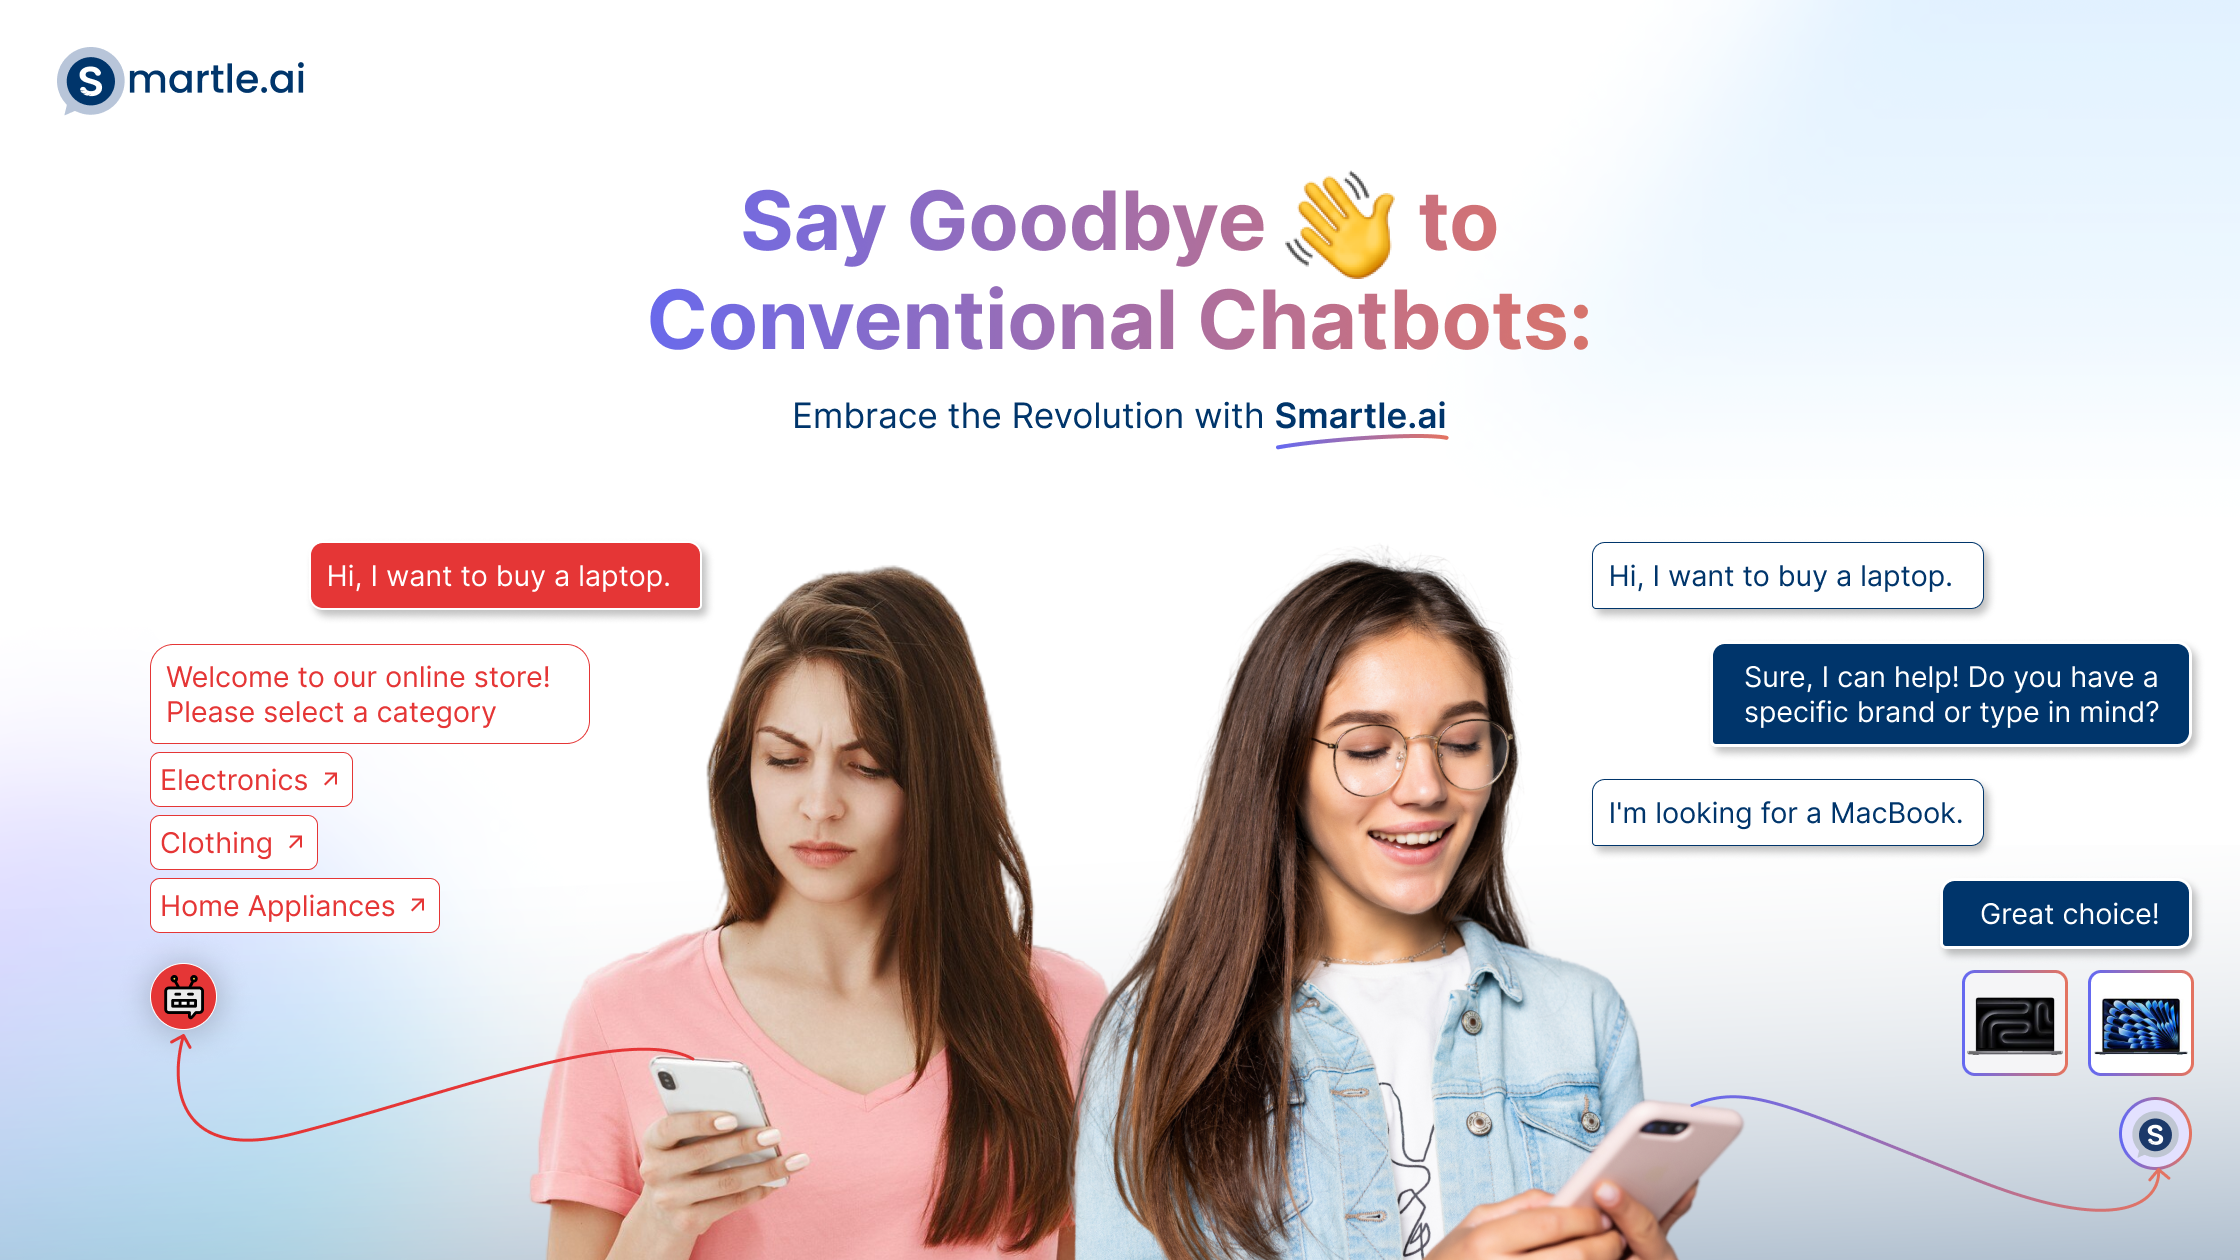 Smartle.ai
Say Goodbye 👋 to
Conventional Chatbots:
Embrace the Revolution with Smartle.ai
Hi, I want to buy a laptop.
Welcome to our online store!
Please select a category
Electronics ↗
Clothing ↗
Home Appliances ↗
Hi, I want to buy a laptop.
Sure, I can help! Do you have a
specific brand or type in mind?
I'm looking for a MacBook.
Great choice!
S